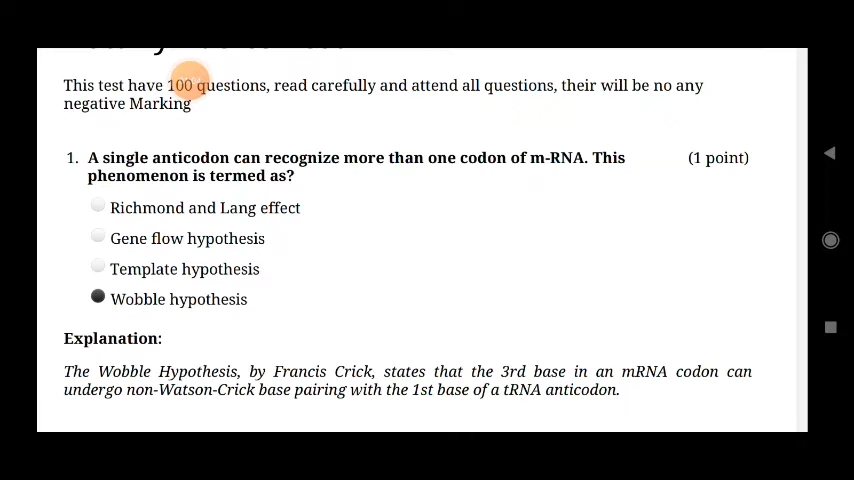 This test have 100 questions, read carefully and attend all questions, their will be no any
negative Marking
1. A single anticodon can recognize more than one codon of m-RNA. This (1 point)
phenomenon is termed as?
Richmond and Lang effect
Gene flow hypothesis
Template hypothesis
Wobble hypothesis
Explanation:
The Wobble Hypothesis, by Francis Crick, states that the 3rd base in an mRNA codon can
undergo non-Watson-Crick base pairing with the 1st base of a tRNA anticodon.